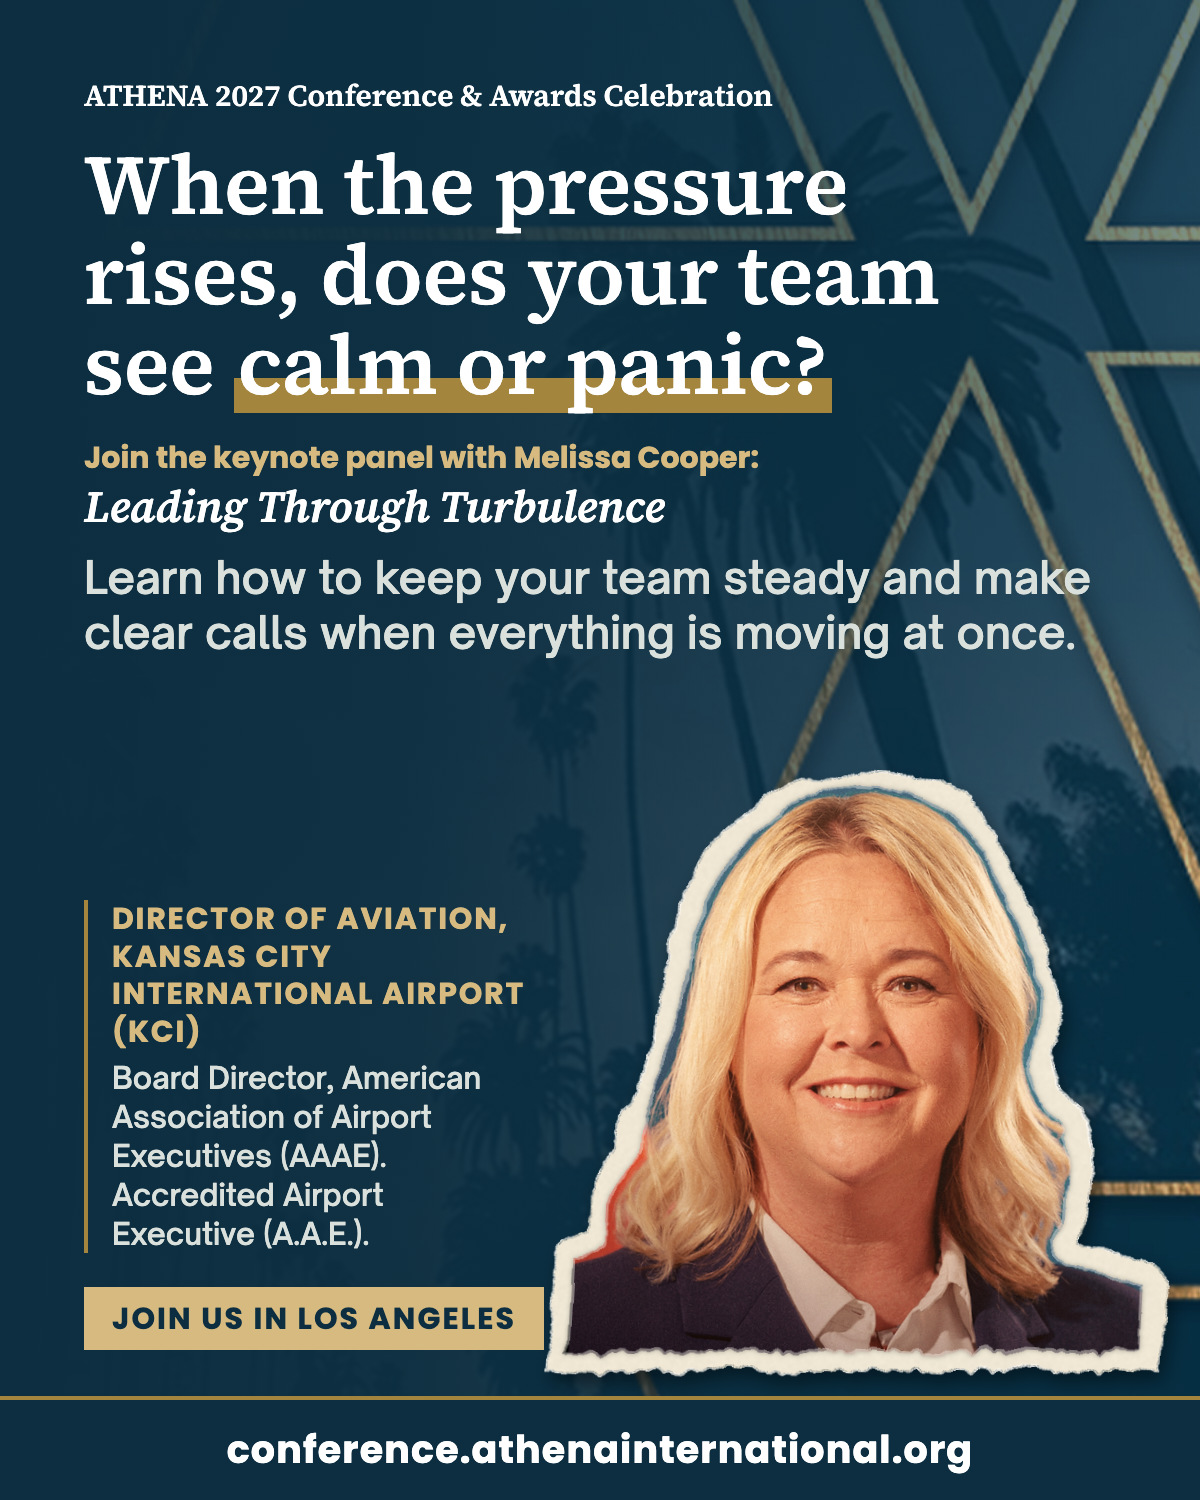 ATHENA 2027 Conference & Awards Celebration
When the pressure
rises, does your team
see calm or panic?
Join the keynote panel with Melissa Cooper:
Leading Through Turbulence
Learn how to keep your team steady and make
clear calls when everything is moving at once.
DIRECTOR OF AVIATION,
KANSAS CITY
INTERNATIONAL AIRPORT
(KCI)
Board Director, American
Association of Airport
Executives (AAAE).
Accredited Airport
Executive (A.A.E.).
JOIN US IN LOS ANGELES
conference.athenainternational.org